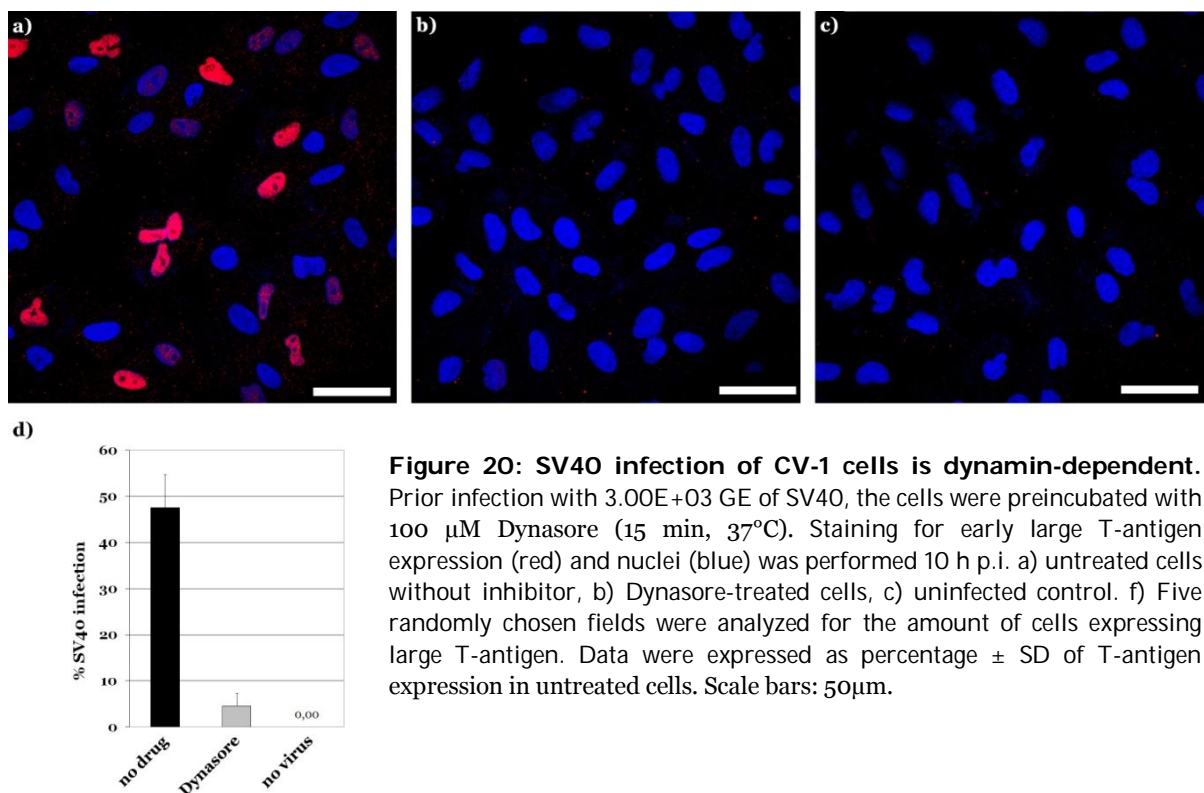 a)
b)
c)
d)
60
50
40
30
20
10
0
% SV40 infection
0,00
no drug
Dynasore
no virus
Figure 20: SV40 infection of CV-1 cells is dynamin-dependent.
Prior infection with 3.00E+03 GE of SV40, the cells were preincubated with
100 µM Dynasore (15 min, 37°C). Staining for early large T-antigen
expression (red) and nuclei (blue) was performed 10 h p.i. a) untreated cells
without inhibitor, b) Dynasore-treated cells, c) uninfected control. f) Five
randomly chosen fields were analyzed for the amount of cells expressing
large T-antigen. Data were expressed as percentage ± SD of T-antigen
expression in untreated cells. Scale bars: 50µm.